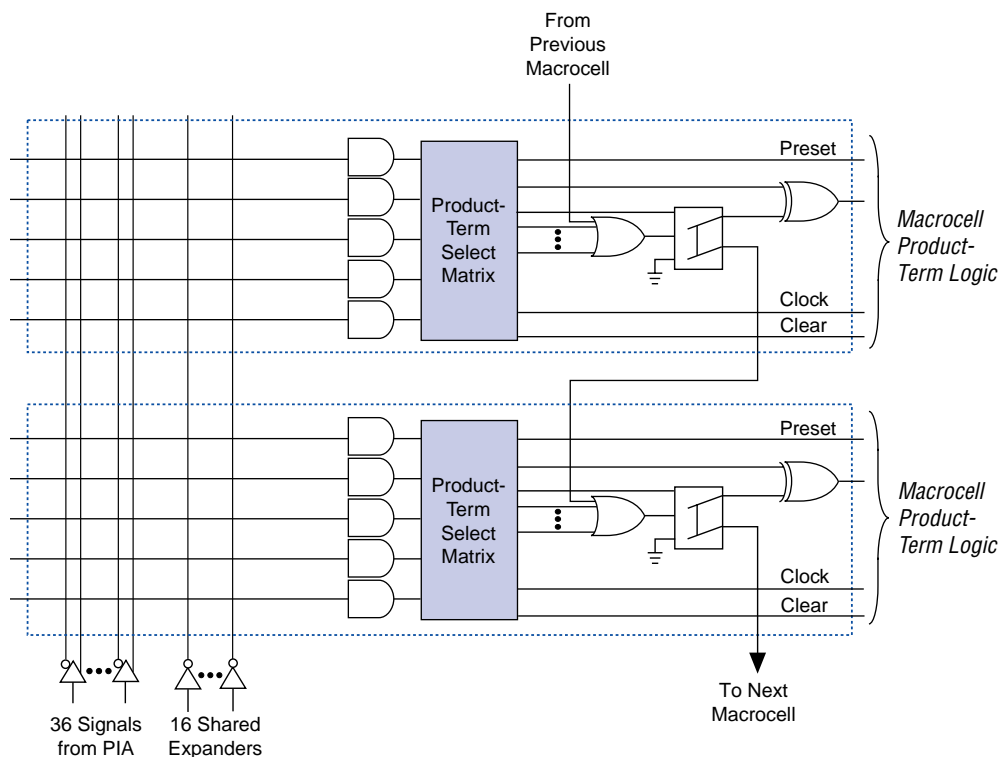 From
Previous
Macrocell
Preset
Product-
Term
Select
Matrix
Macrocell
Product-
Term Logic
Clock
Clear
Preset
Product-
Term
Select
Matrix
Macrocell
Product-
Term Logic
Clock
Clear
36 Signals
from PIA
16 Shared
Expanders
To Next
Macrocell